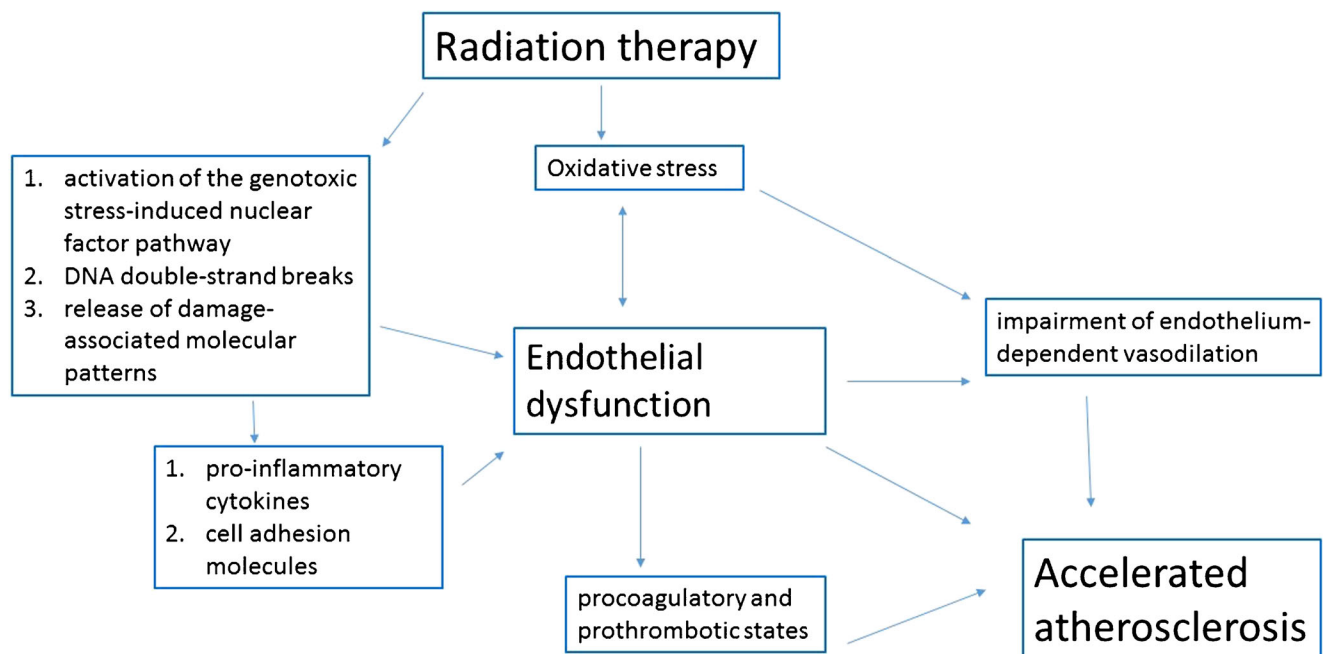 Radiation therapy
1. activation of the genotoxic
stress-induced nuclear
factor pathway
2. DNA double-strand breaks
3. release of damage-
associated molecular
patterns
Oxidative stress
impairment of endothelium-
dependent vasodilation
Endothelial
dysfunction
1. pro-inflammatory
cytokines
2. cell adhesion
molecules
procoagulatory and
prothrombotic states
Accelerated
atherosclerosis